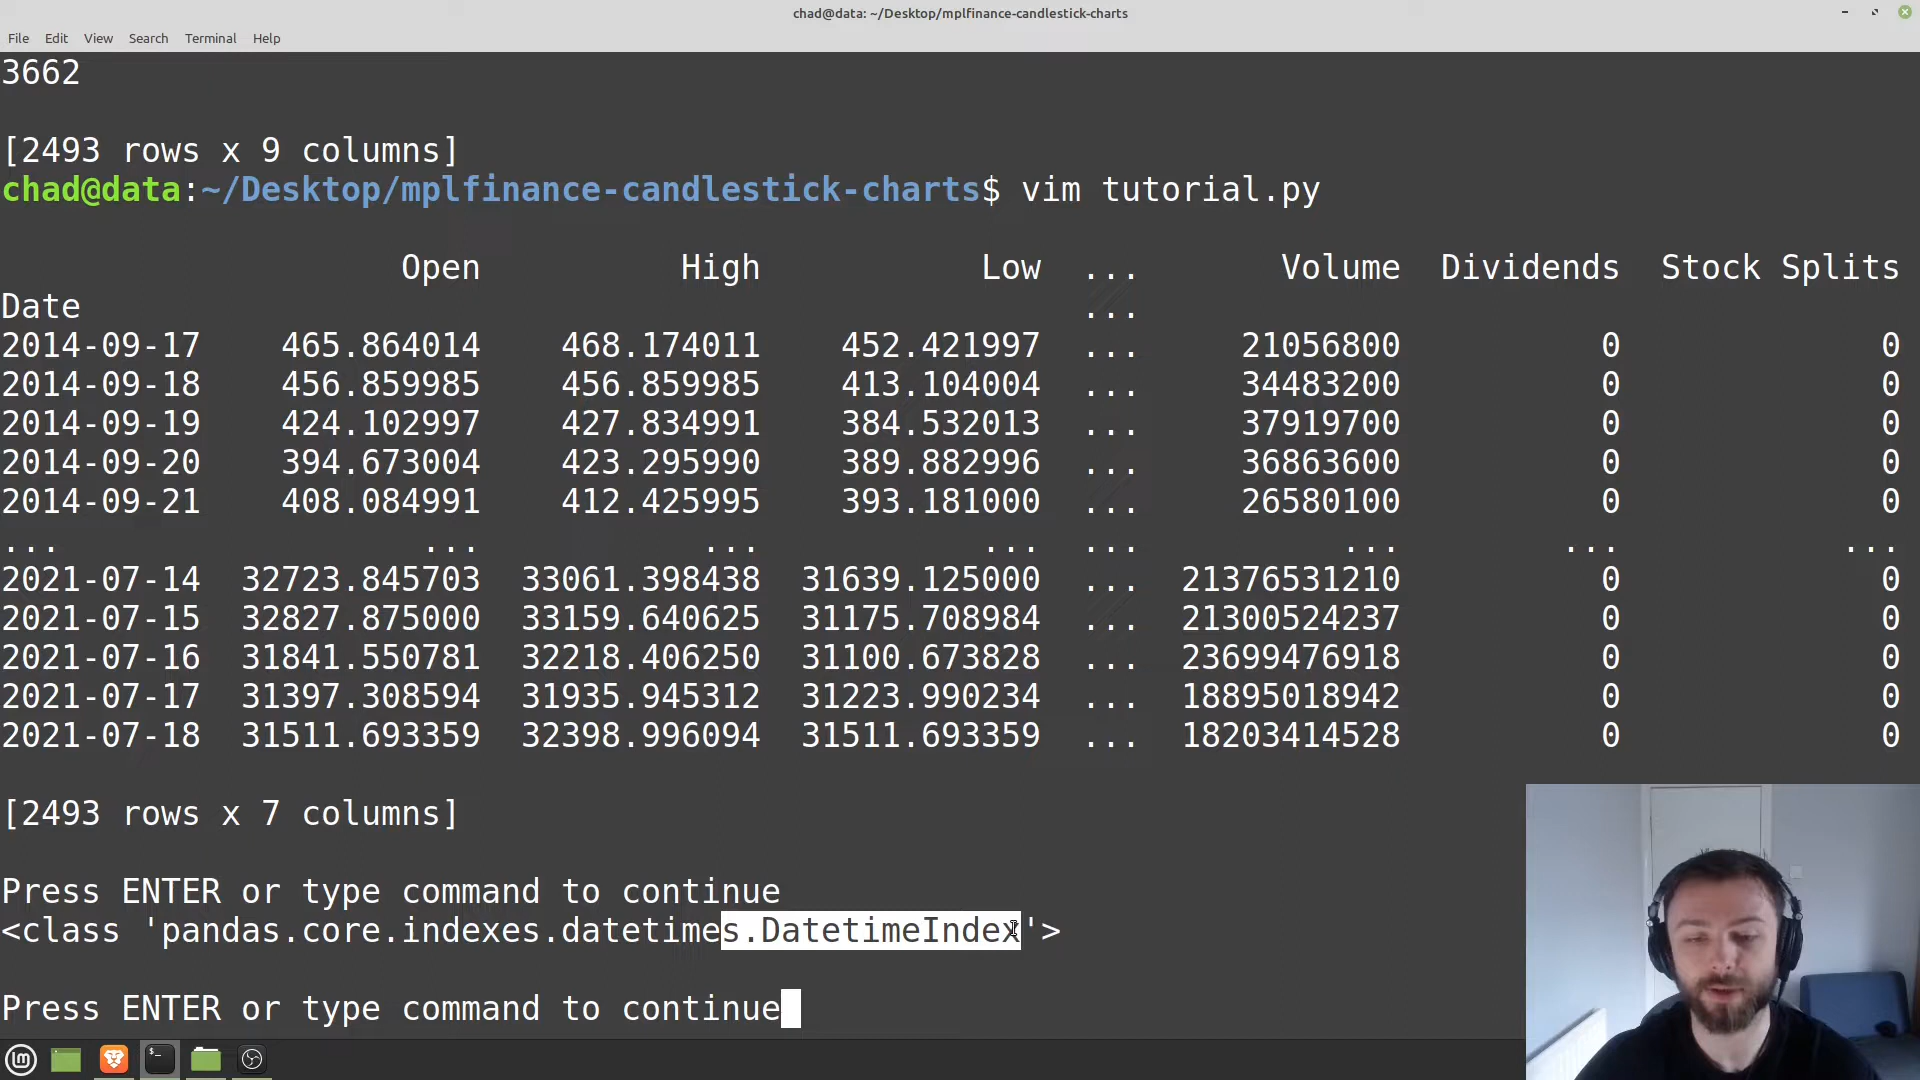 chad@data: ~/Desktop/mplfinance-candlestick-charts
File Edit View Search Terminal Help
3662
[2493 rows x 9 columns]
chad@data:~/Desktop/mplfinance-candlestick-charts$ vim tutorial.py
Open High Low ... Volume Dividends Stock Splits
Date ...
2014-09-17 465.864014 468.174011 452.421997 ... 21056800 0 0
2014-09-18 456.859985 456.859985 413.104004 ... 34483200 0 0
2014-09-19 424.102997 427.834991 384.532013 ... 37919700 0 0
2014-09-20 394.673004 423.295990 389.882996 ... 36863600 0 0
2014-09-21 408.084991 412.425995 393.181000 ... 26580100 0 0
... ... ... ... ... ... ... ...
2021-07-14 32723.845703 33061.398438 31639.125000 ... 21376531210 0 0
2021-07-15 32827.875000 33159.640625 31175.708984 ... 21300524237 0 0
2021-07-16 31841.550781 32218.406250 31100.673828 ... 23699476918 0 0
2021-07-17 31397.308594 31935.945312 31223.990234 ... 18895018942 0 0
2021-07-18 31511.693359 32398.996094 31511.693359 ... 18203414528 0 0
[2493 rows x 7 columns]
Press ENTER or type command to continue
<class 'pandas.core.indexes.datetimes.DatetimeIndex'>
Press ENTER or type command to continue